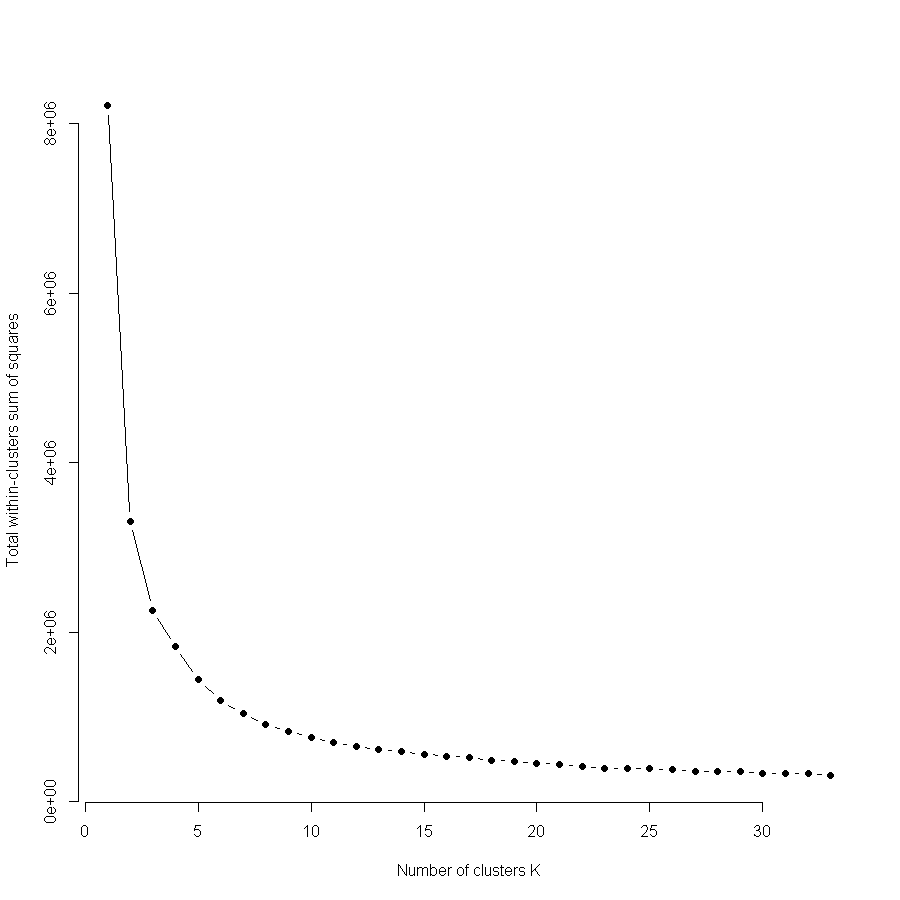 8e+06
6e+06
4e+06
2e+06
0e+00
Total within-clusters sum of squares
0 5 10 15 20 25 30
Number of clusters K